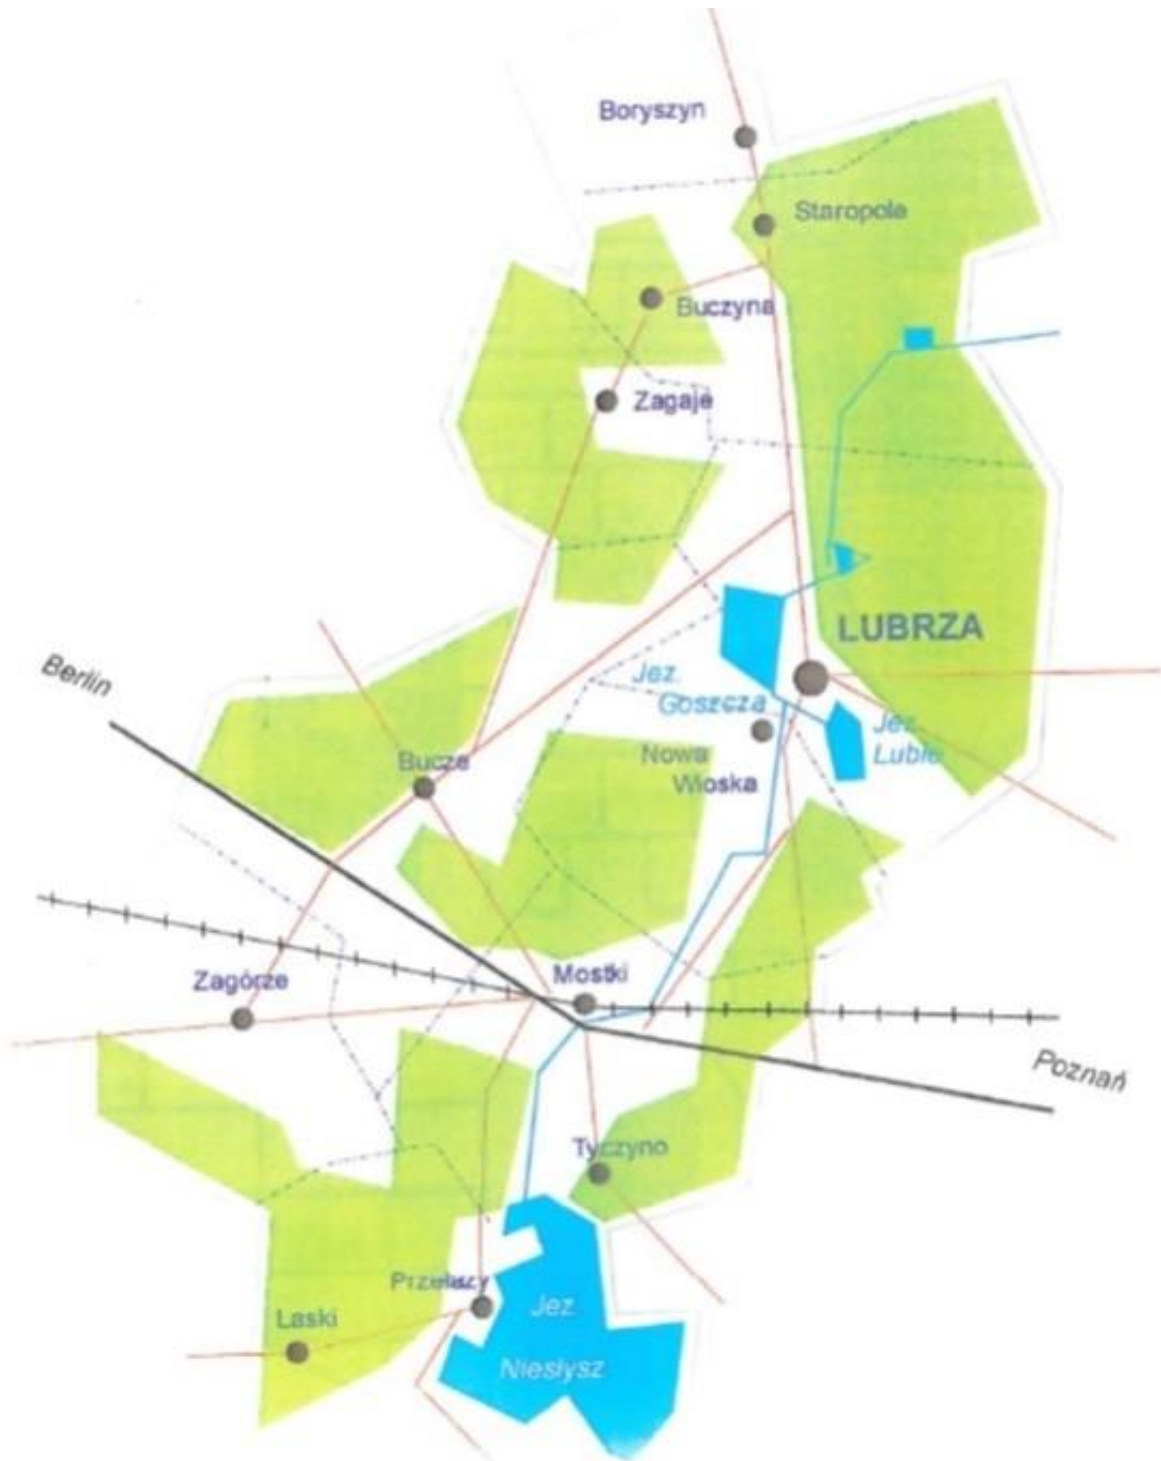 Boryszyn
Staropole
Buczyna
Zagaje
LUBRZA
Berlin
Jez.
Goszcza
Jez.
Lubie
Nowa
Wioska
Bucze
Mostki
Zagórze
Poznań
Tyczyno
Przełazy
Jez.
Laski
Niesłysz